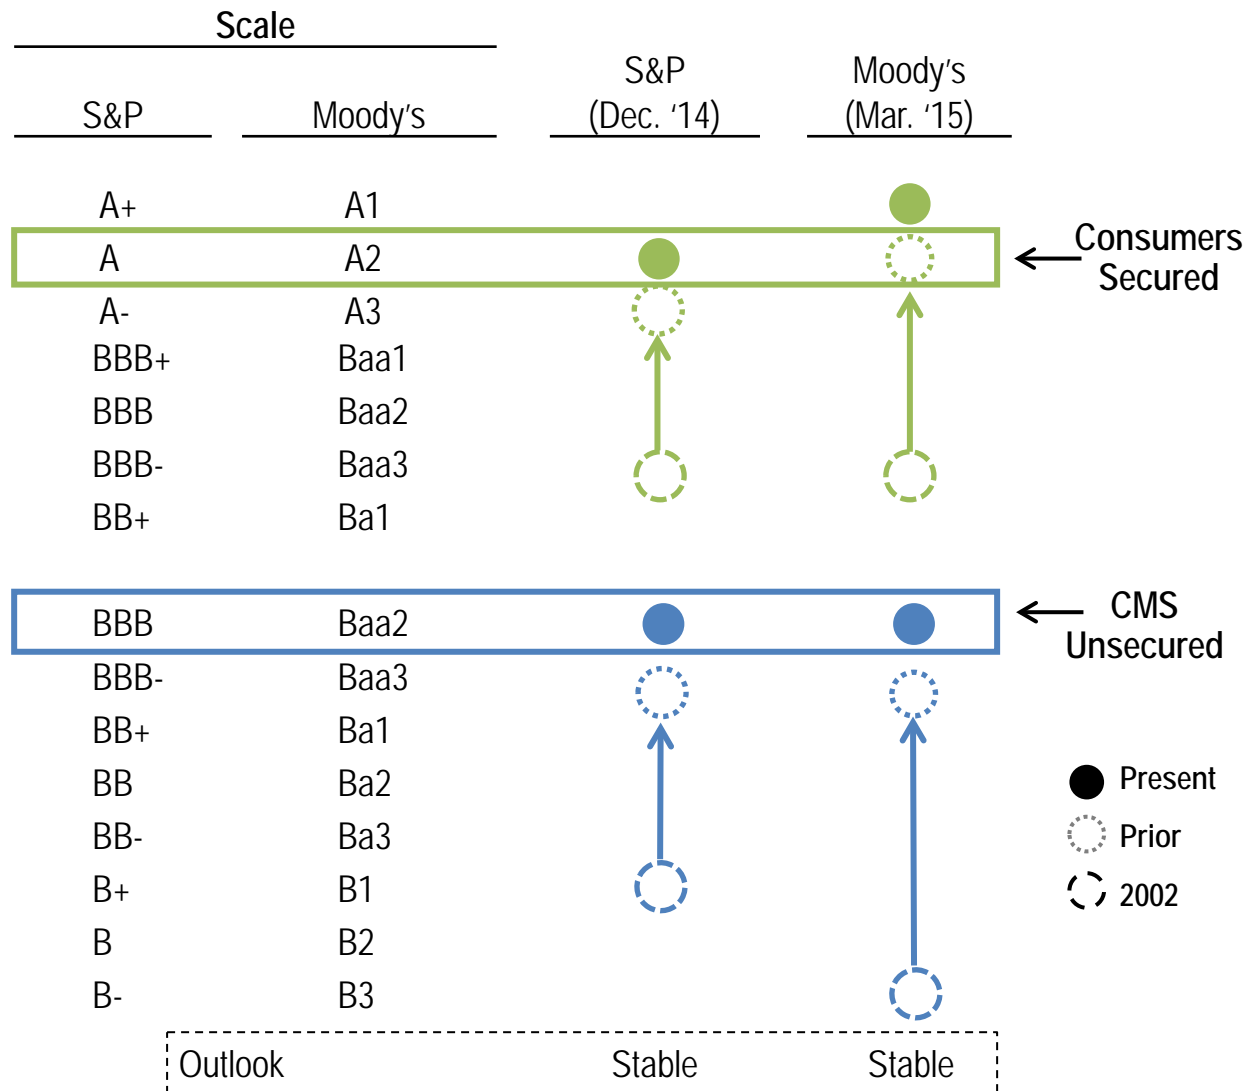 Scale
S&P Moody's S&P (Dec. '14) Moody's (Mar. '15)
A+ A1
A A2
Consumers Secured
A- A3
BBB+ Baa1
BBB Baa2
BBB- Baa3
BB+ Ba1
BBB Baa2
CMS Unsecured
BBB- Baa3
BB+ Ba1
BB Ba2
BB- Ba3
B+ B1
B B2
B- B3
Present
Prior
2002
Outlook Stable Stable